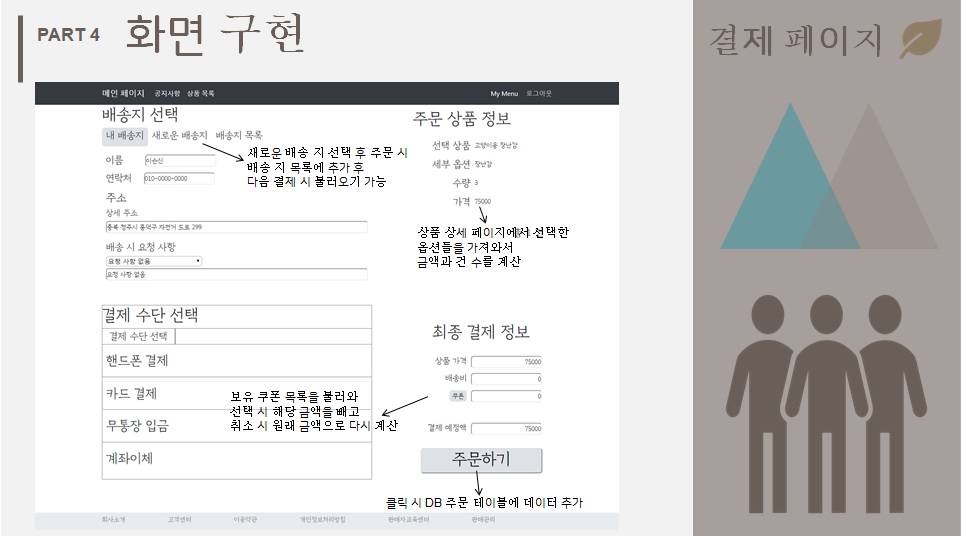 PART 4 화면 구현
결제 페이지
메인 페이지 공지사항 상품 목록 My Menu 로그아웃
배송지 선택
내 배송지 새로운 배송지 배송지 목록
이름 이순신
연락처 010-0000-0000
새로운 배송 지 선택 후 주문 시
배송 지 목록에 추가 후
다음 결제 시 불러오기 가능
주소
상세 주소
충북 청주시 흥덕구 자전거 도로 299
배송 시 요청 사항
요청 사항 없음
요청 사항 없음
주문 상품 정보
선택 상품 고양이용 장난감
세부 옵션 장난감
수량 3
가격 75000
상품 상세 페이지에서 선택한
옵션들을 가져와서
금액과 건 수를 계산
결제 수단 선택
결제 수단 선택
핸드폰 결제
카드 결제
무통장 입금
계좌이체
보유 쿠폰 목록을 불러와
선택 시 해당 금액을 빼고
취소 시 원래 금액으로 다시 계산
최종 결제 정보
상품 가격 75000
배송비 0
쿠폰 0
결제 예정액 75000
주문하기
클릭 시 DB 주문 테이블에 데이터 추가
회사소개 고객센터 이용약관 개인정보처리방침 판매자교육센터 판매관리